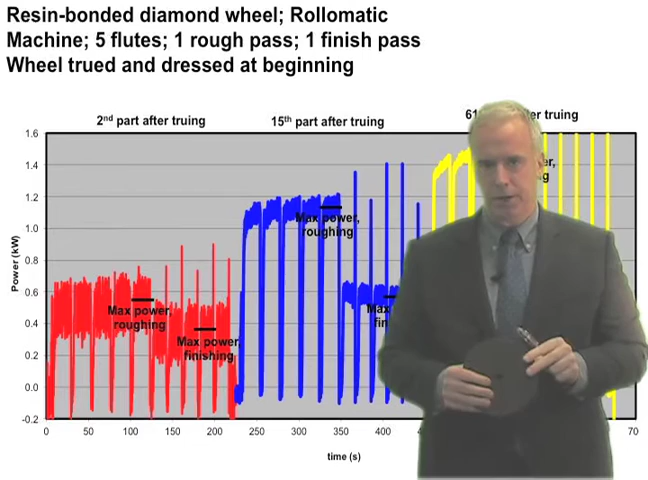 Resin-bonded diamond wheel; Rollomatic
Machine; 5 flutes; 1 rough pass; 1 finish pass
Wheel trued and dressed at beginning
2nd part after truing
15th part after truing
after truing
Max power,
roughing
Max power,
finishing
Max power,
roughing
Max
Power (kW)
1.6
1.4
1.2
1.0
0.8
0.6
0.4
0.2
0.0
-0.2
0 50 100 150 200 250 300 350 400
time (s)